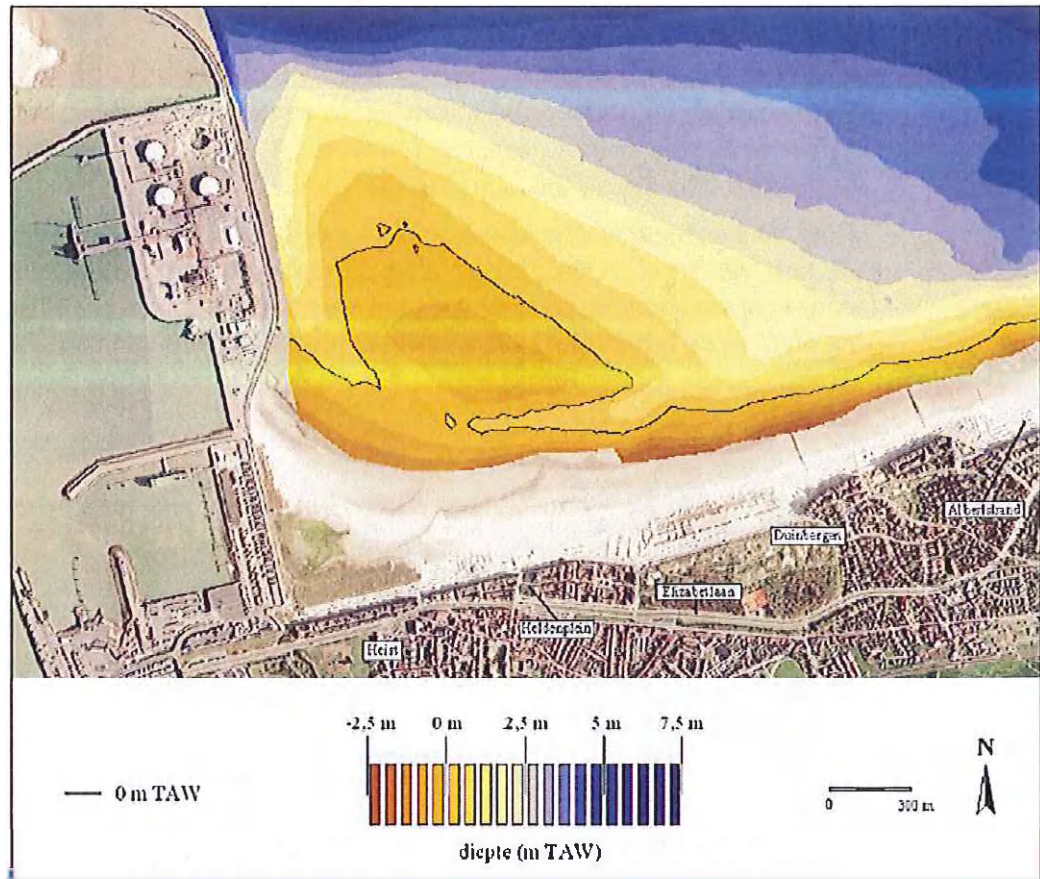 Albertstrand
Duinbergen
Elizabetlaan
Heldenplein
Heist
-2,5 m 0 m 2,5 m 5 m 7,5 m
N
0 m TAW
0 300 m
diepte (m TAW)